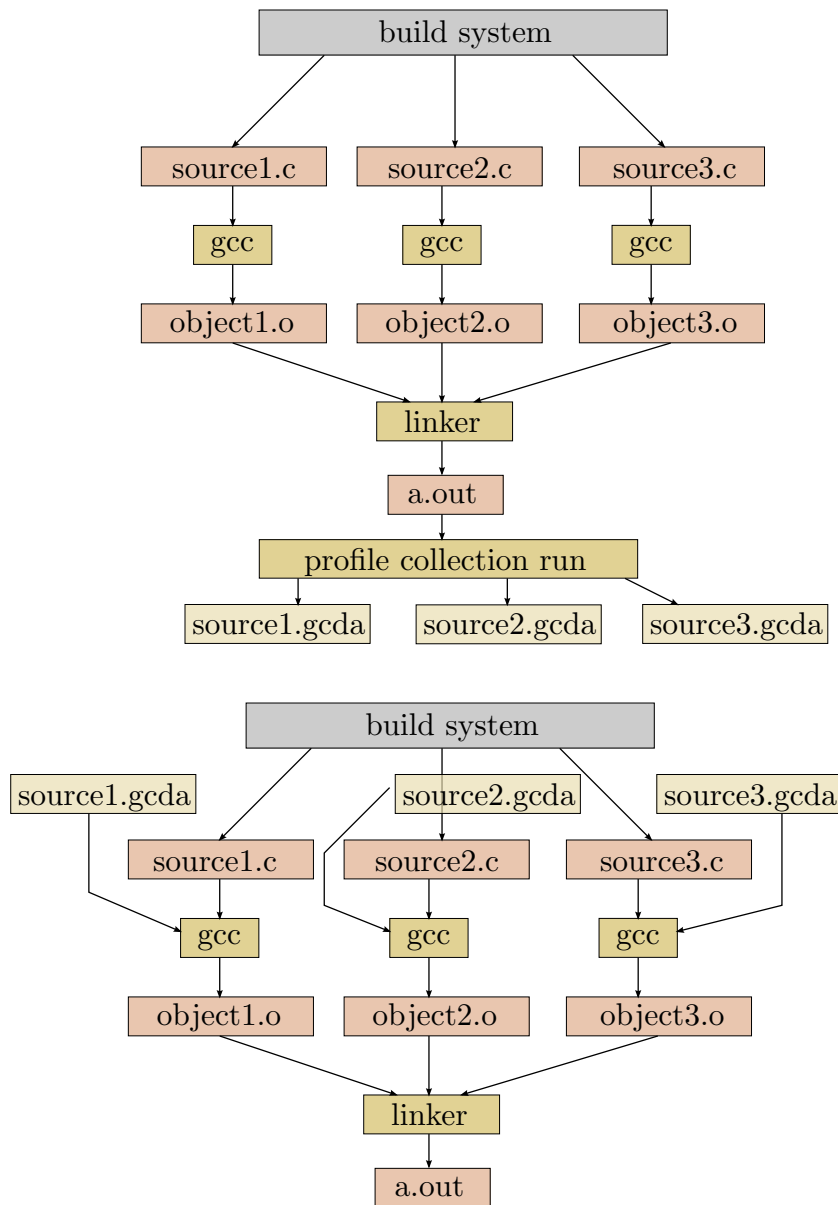 build system
source1.c source2.c source3.c
gcc gcc gcc
object1.o object2.o object3.o
linker
a.out
profile collection run
source1.gcda source2.gcda source3.gcda
build system
source1.gcda source2.gcda source3.gcda
source1.c source2.c source3.c
gcc gcc gcc
object1.o object2.o object3.o
linker
a.out